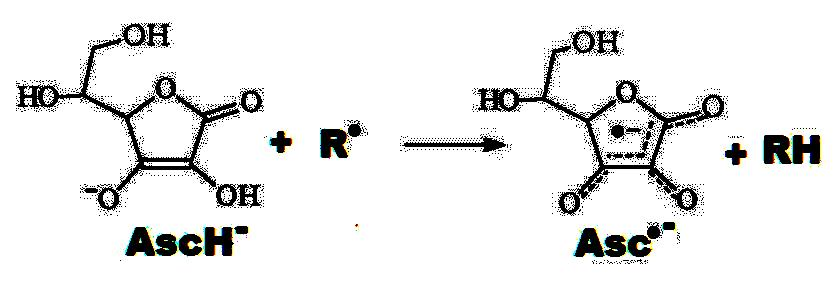 OH OH
HO O O HO O O
+ R• •− + RH
−O OH O O
AscH⁻ Asc•⁻